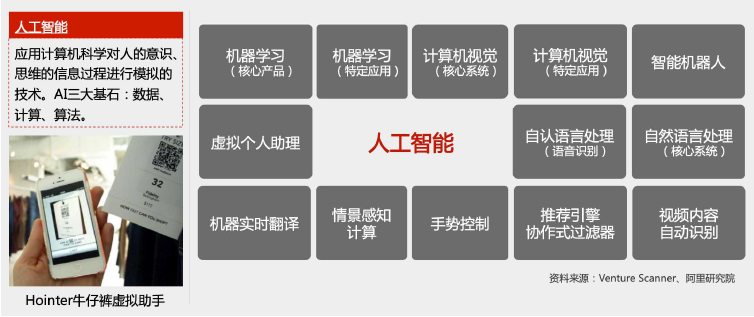 人工智能
应用计算机科学对人的意识、
思维的信息过程进行模拟的
技术。AI三大基石：数据、
计算、算法。
32
Hointer牛仔裤虚拟助手
机器学习
（核心产品）
机器学习
（特定应用）
计算机视觉
（核心系统）
计算机视觉
（特定应用）
智能机器人
虚拟个人助理
人工智能
自认语言处理
（语音识别）
自然语言处理
（核心系统）
机器实时翻译
情景感知
计算
手势控制
推荐引擎
协作式过滤器
视频内容
自动识别
资料来源：Venture Scanner、阿里研究院